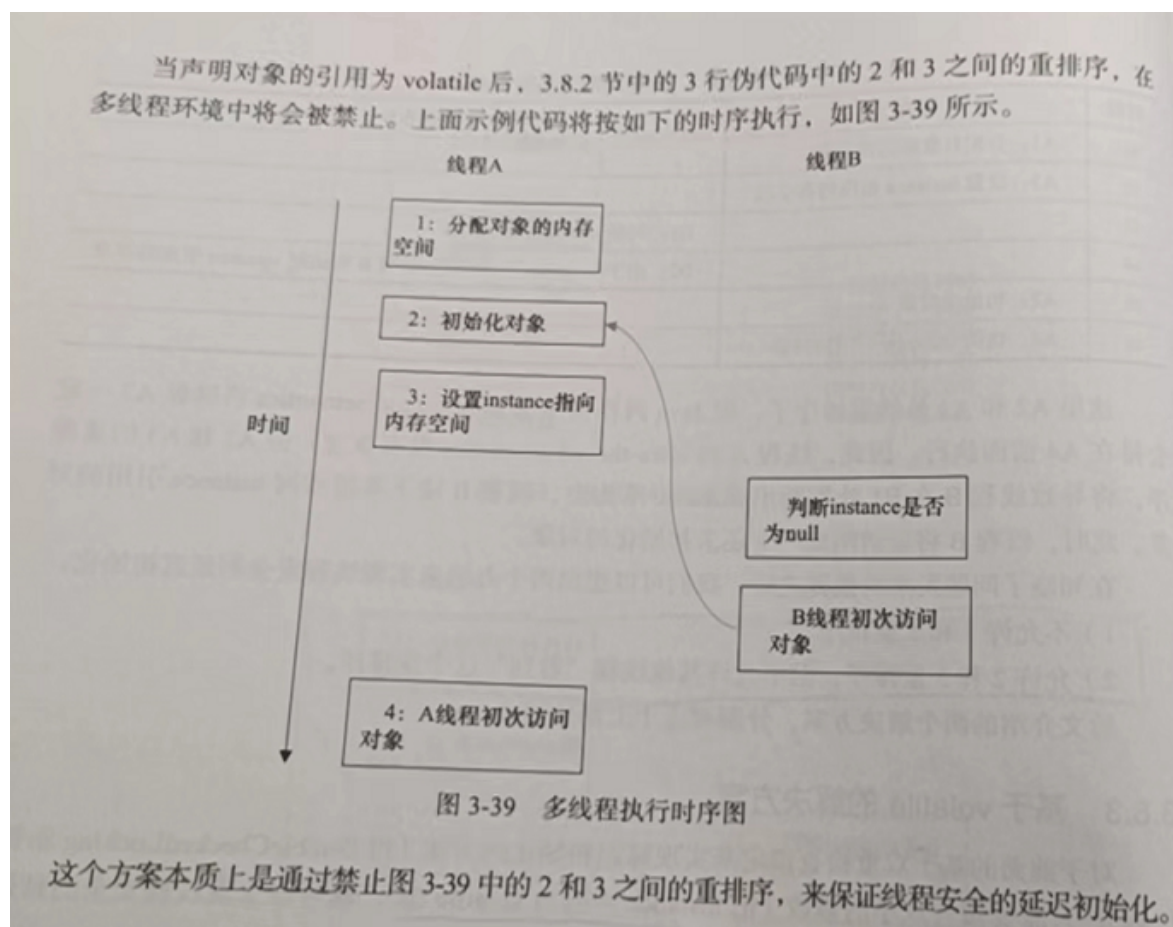 当声明对象的引用为 volatile 后，3.8.2 节中的 3 行伪代码中的 2 和 3 之间的重排序，在
多线程环境中将会被禁止。上面示例代码将按如下的时序执行，如图 3-39 所示。
线程A
线程B
1：分配对象的内存
空间
2：初始化对象
3：设置instance指向
内存空间
时间
判断instance是否
为null
B线程初次访问
对象
4：A线程初次访问
对象
图 3-39 多线程执行时序图
这个方案本质上是通过禁止图 3-39 中的 2 和 3 之间的重排序，来保证线程安全的延迟初始化。